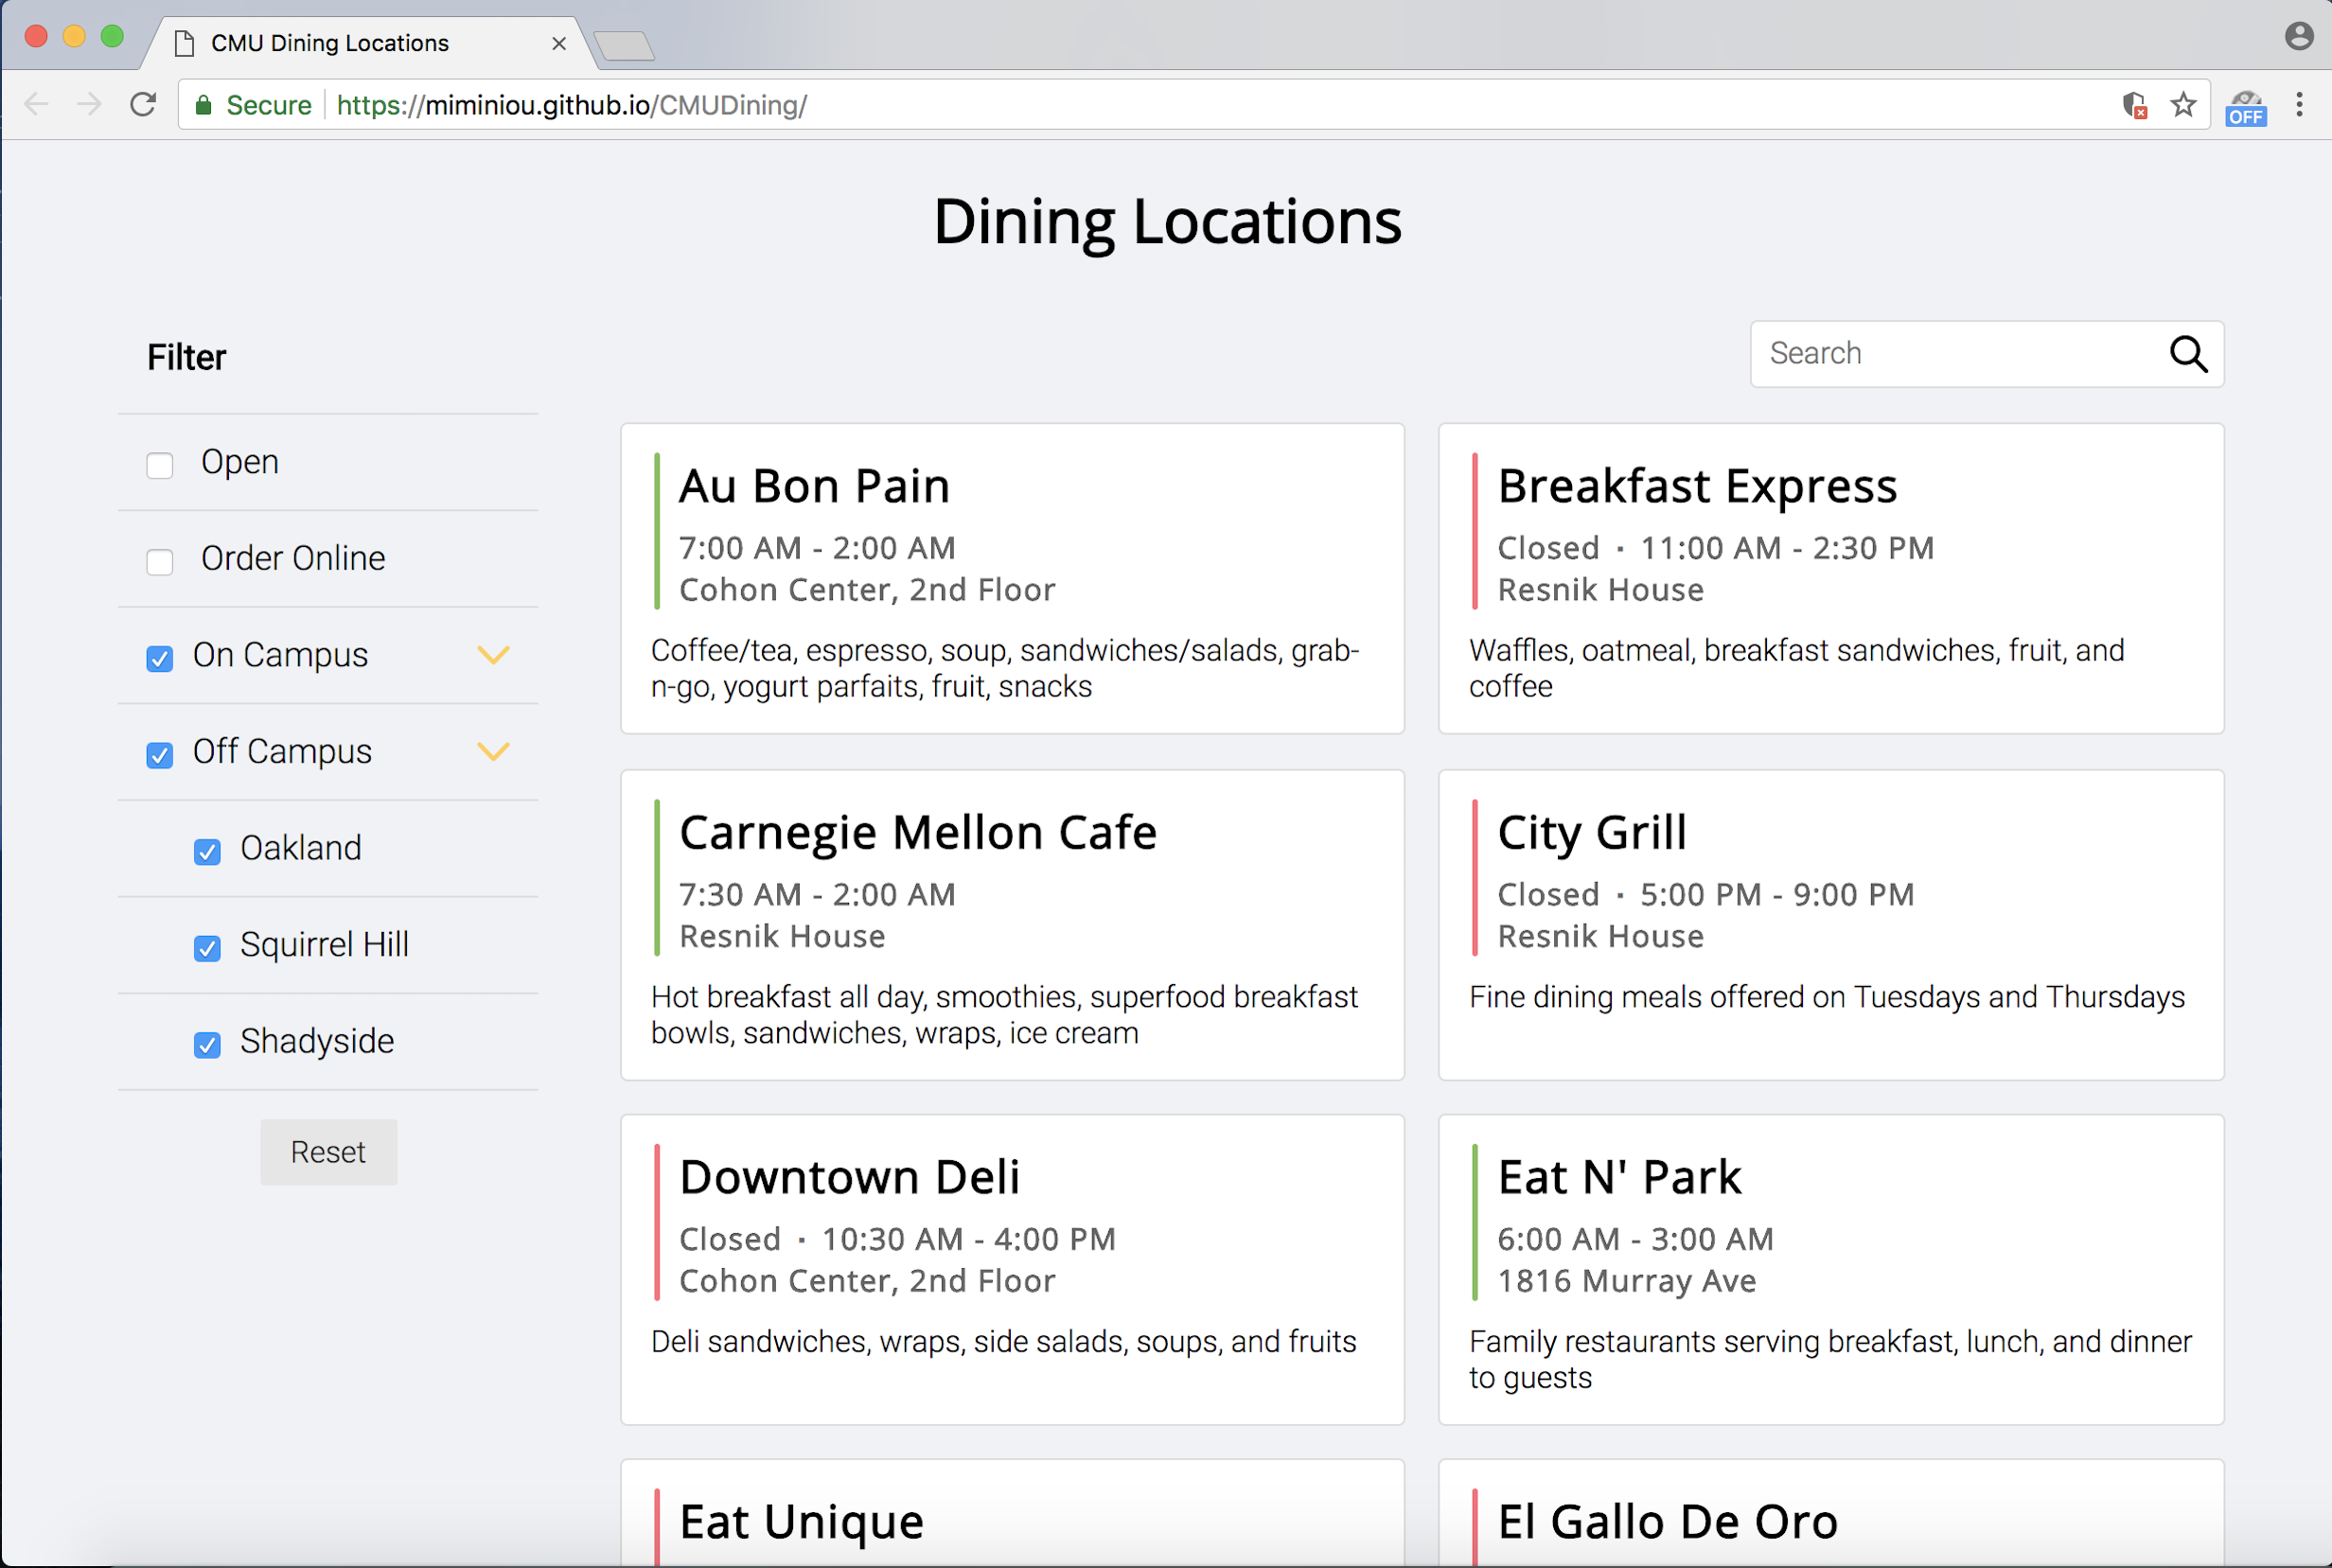 CMU Dining Locations
Secure https://miminiou.github.io/CMUDining/
OFF
Dining Locations
Filter
Open
Order Online
On Campus
Off Campus
Oakland
Squirrel Hill
Shadyside
Reset
Search
Au Bon Pain
7:00 AM - 2:00 AM
Cohon Center, 2nd Floor
Coffee/tea, espresso, soup, sandwiches/salads, grab-
n-go, yogurt parfaits, fruit, snacks
Breakfast Express
Closed · 11:00 AM - 2:30 PM
Resnik House
Waffles, oatmeal, breakfast sandwiches, fruit, and
coffee
Carnegie Mellon Cafe
7:30 AM - 2:00 AM
Resnik House
Hot breakfast all day, smoothies, superfood breakfast
bowls, sandwiches, wraps, ice cream
City Grill
Closed · 5:00 PM - 9:00 PM
Resnik House
Fine dining meals offered on Tuesdays and Thursdays
Downtown Deli
Closed · 10:30 AM - 4:00 PM
Cohon Center, 2nd Floor
Deli sandwiches, wraps, side salads, soups, and fruits
Eat N' Park
6:00 AM - 3:00 AM
1816 Murray Ave
Family restaurants serving breakfast, lunch, and dinner
to guests
Eat Unique
El Gallo De Oro